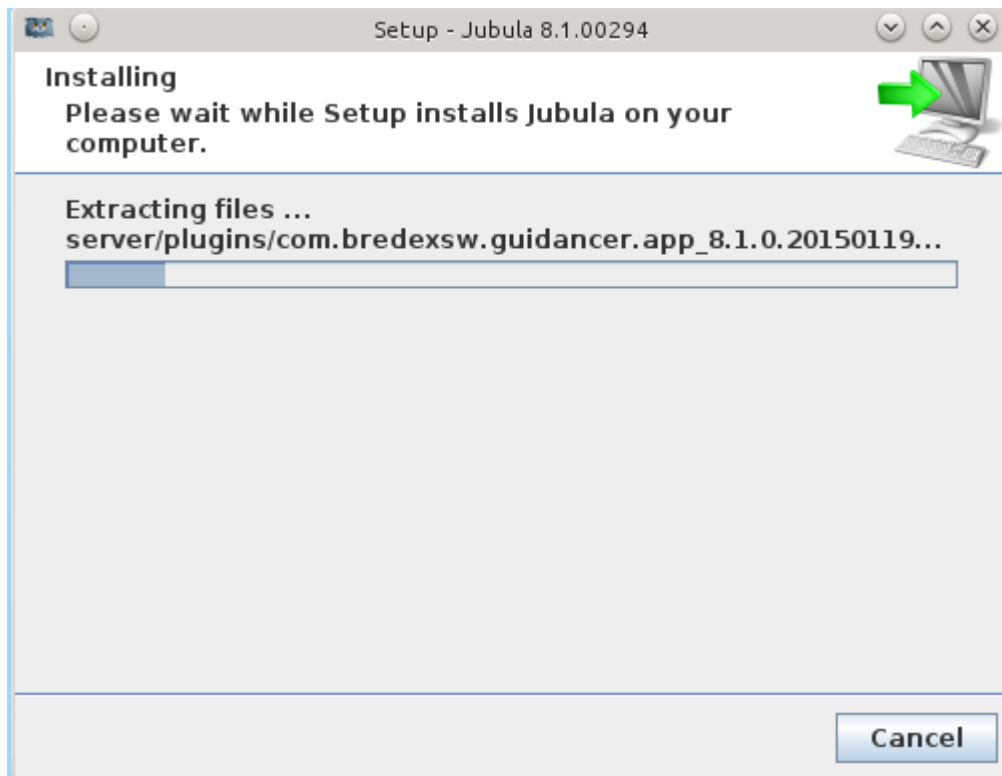 Setup - Jubula 8.1.00294
Installing
Please wait while Setup installs Jubula on your
computer.
Extracting files ...
server/plugins/com.bredexsw.guidancer.app_8.1.0.20150119...
Cancel